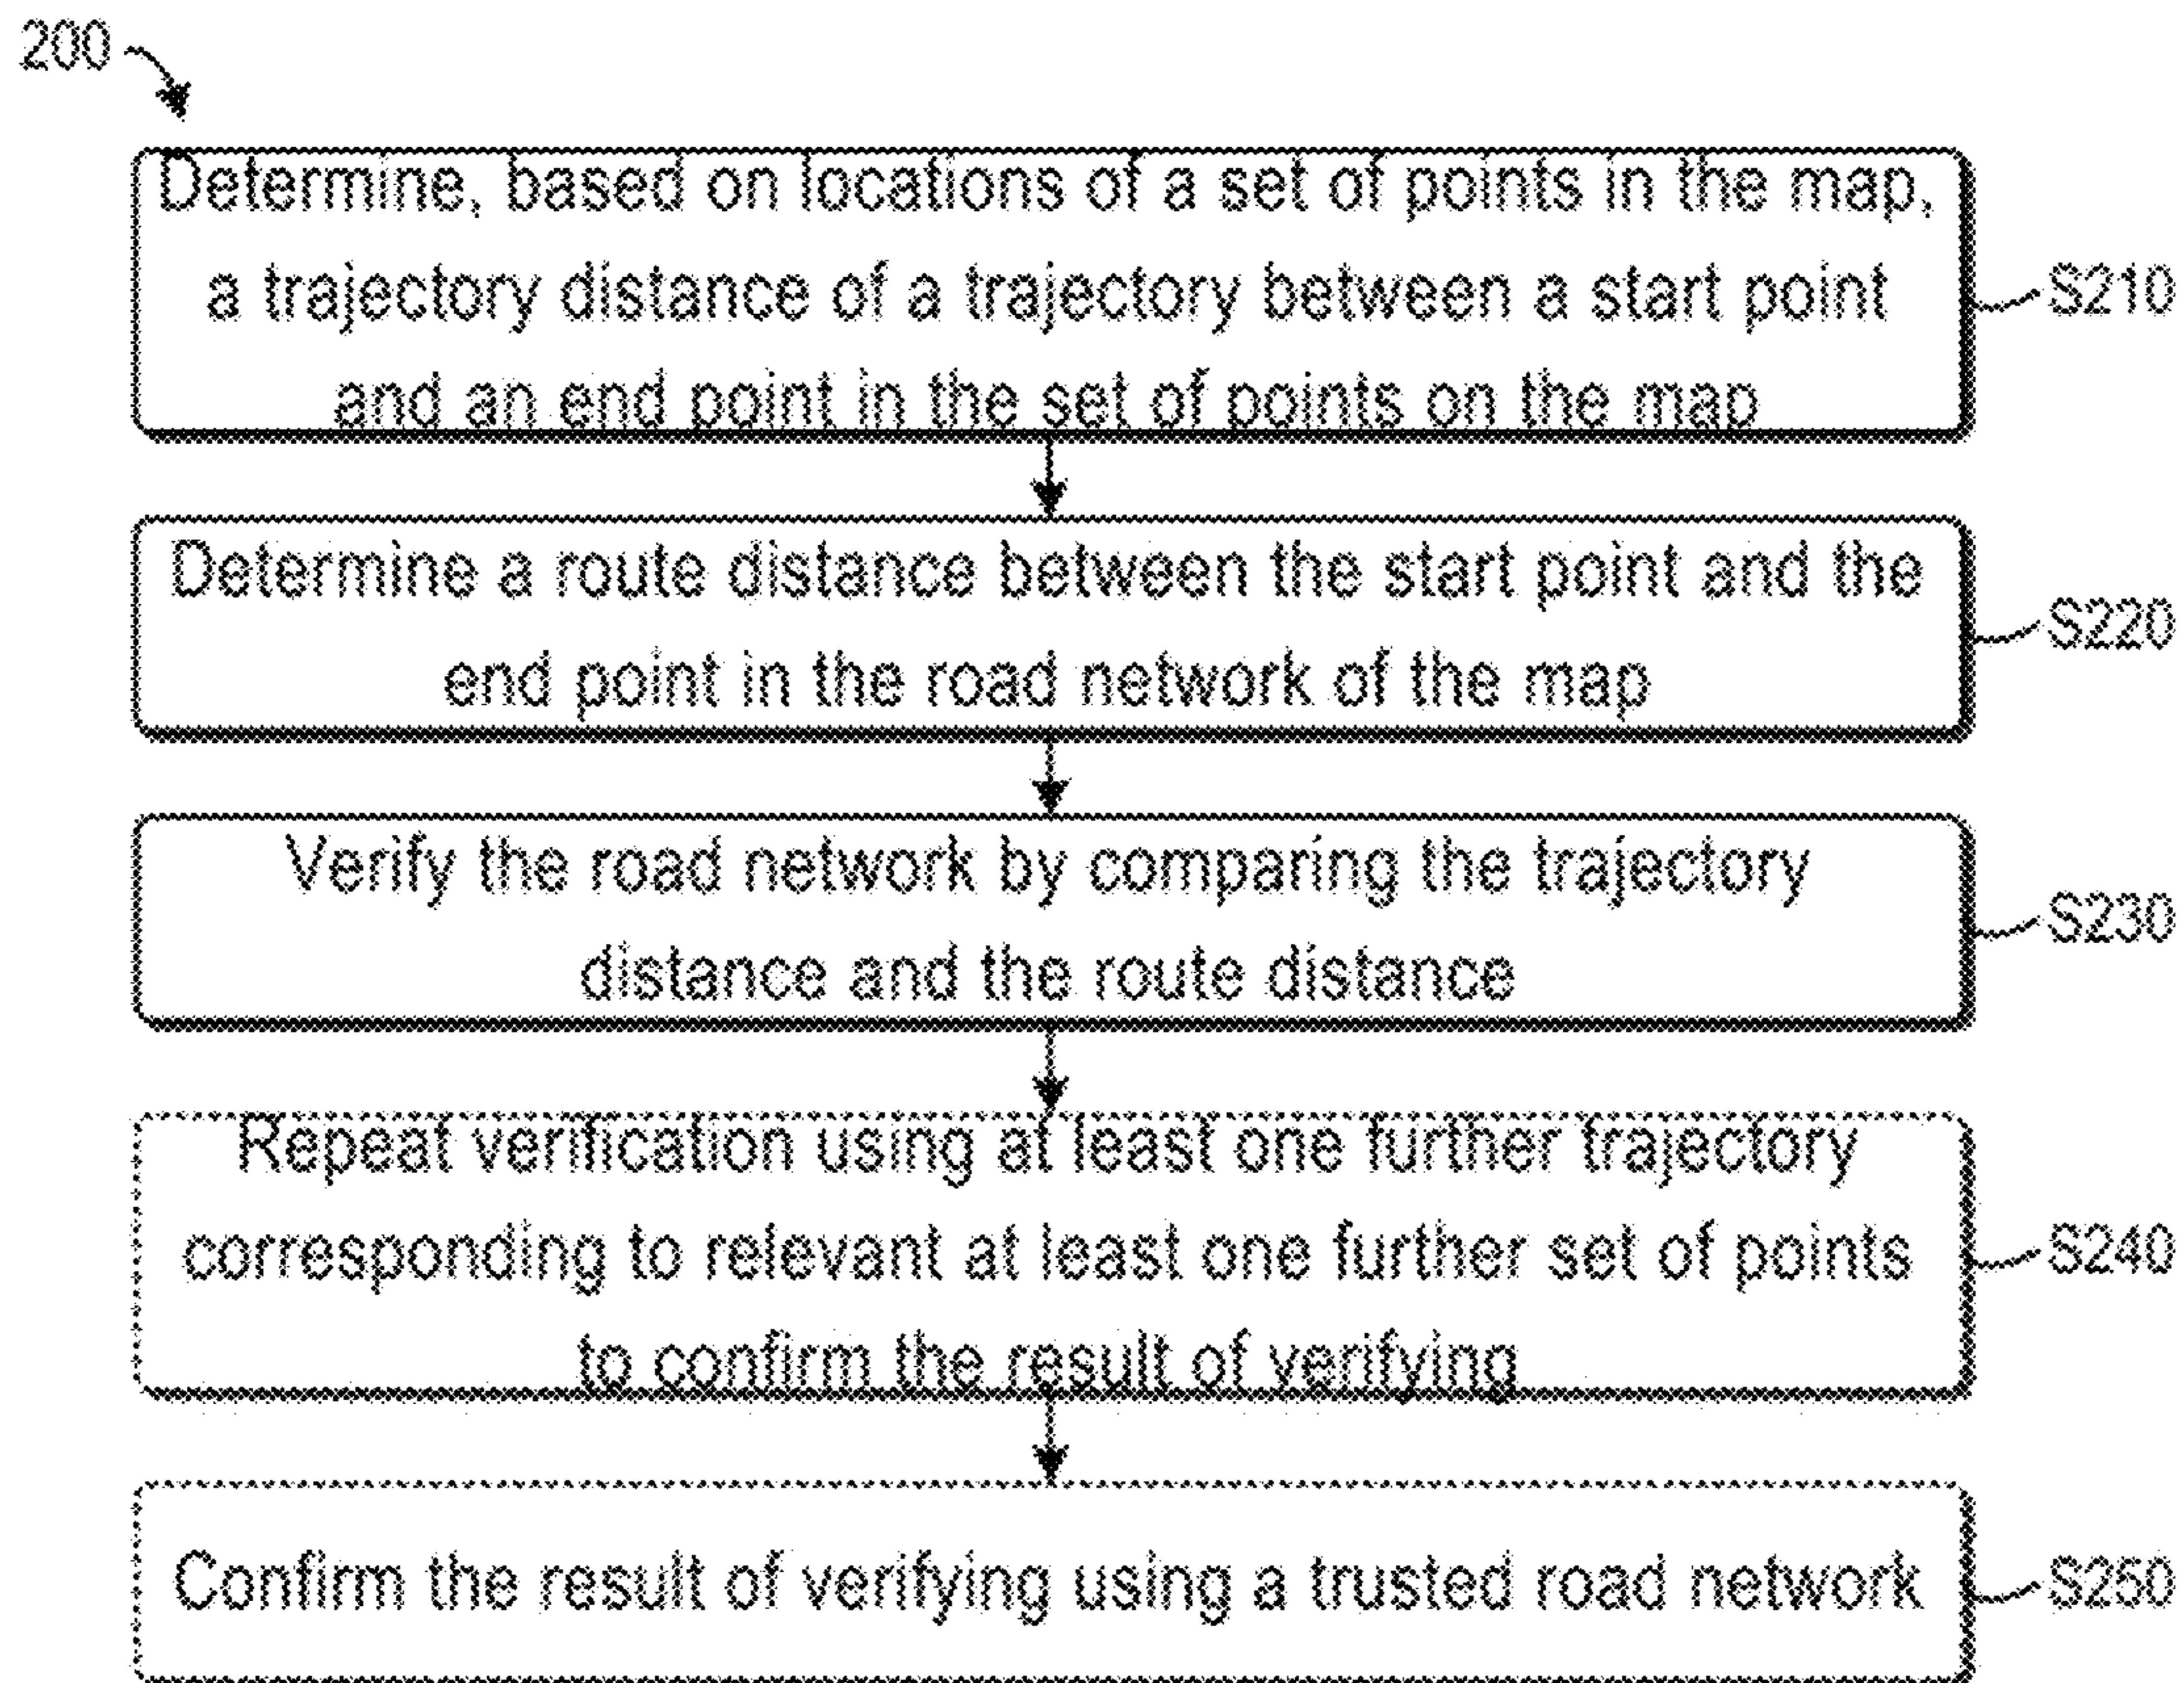 200
Determine, based on locations of a set of points in the map,
a trajectory distance of a trajectory between a start point
and an end point in the set of points on the map
S210
Determine a route distance between the start point and the
end point in the road network of the map
S220
Verify the road network by comparing the trajectory
distance and the route distance
S230
Repeat verification using at least one further trajectory
corresponding to relevant at least one further set of points
to confirm the result of verifying
S240
Confirm the result of verifying using a trusted road network
S250